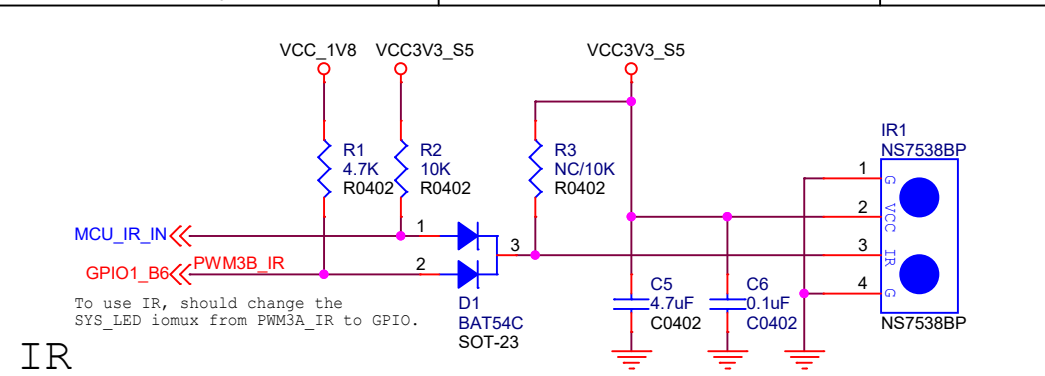 VCC_1V8
VCC3V3_S5
VCC3V3_S5
R1
4.7K
R0402
R2
10K
R0402
R3
NC/10K
R0402
IR1
NS7538BP
1
G
2
VCC
3
IR
4
G
NS7538BP
MCU_IR_IN
1
3
GPIO1_B6
PWM3B_IR
2
To use IR, should change the
SYS_LED iomux from PWM3A_IR to GPIO.
D1
BAT54C
SOT-23
C5
4.7uF
C0402
C6
0.1uF
C0402
IR